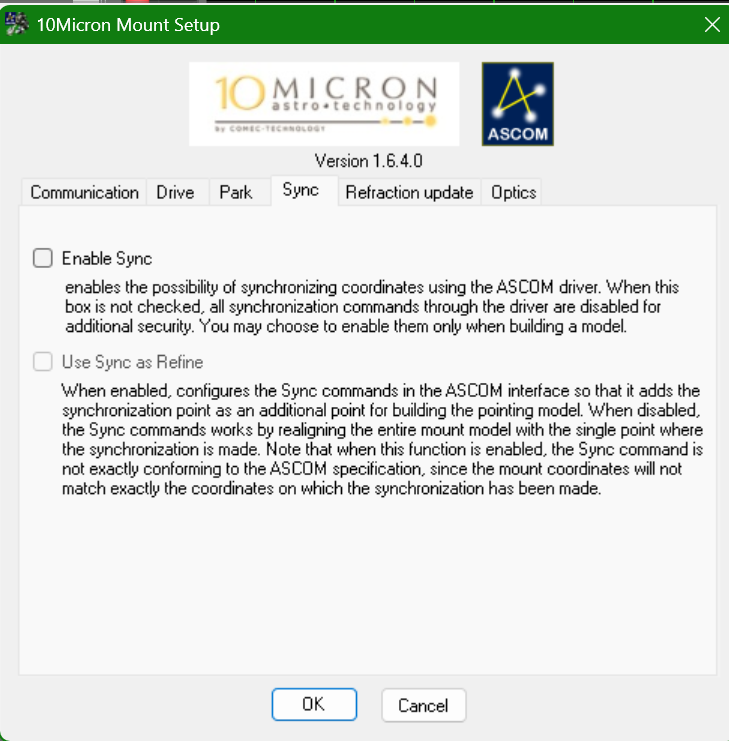 10Micron Mount Setup
10 MICRON
astro•technology
by COMEC-TECHNOLOGY
ASCOM
Version 1.6.4.0
Communication Drive Park Sync Refraction update Optics
Enable Sync
enables the possibility of synchronizing coordinates using the ASCOM driver. When this
box is not checked, all synchronization commands through the driver are disabled for
additional security. You may choose to enable them only when building a model.
Use Sync as Refine
When enabled, configures the Sync commands in the ASCOM interface so that it adds the
synchronization point as an additional point for building the pointing model. When disabled,
the Sync commands works by realigning the entire mount model with the single point where
the synchronization is made. Note that when this function is enabled, the Sync command is
not exactly conforming to the ASCOM specification, since the mount coordinates will not
match exactly the coordinates on which the synchronization has been made.
OK Cancel